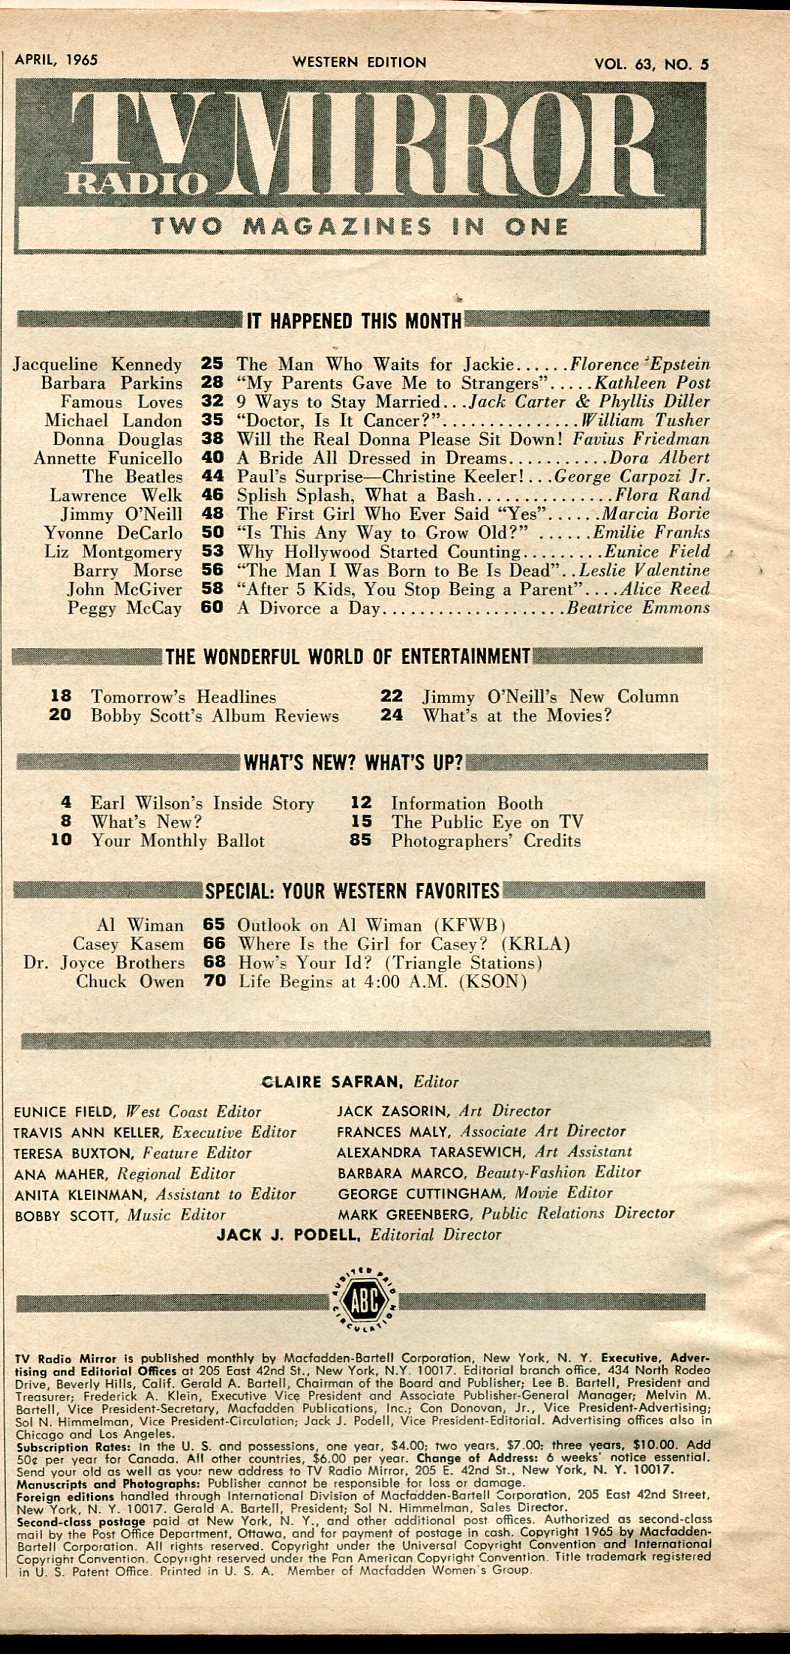 APRIL, 1965 WESTERN EDITION VOL. 63, NO. 5
TV RADIO MIRROR
TWO MAGAZINES IN ONE
IT HAPPENED THIS MONTH
Jacqueline Kennedy 25 The Man Who Waits for Jackie......Florence Epstein
Barbara Parkins 28 “My Parents Gave Me to Strangers”.....Kathleen Post
Famous Loves 32 9 Ways to Stay Married...Jack Carter & Phyllis Diller
Michael Landon 35 “Doctor, Is It Cancer?”...............William Tusher
Donna Douglas 38 Will the Real Donna Please Sit Down! Favius Friedman
Annette Funicello 40 A Bride All Dressed in Dreams...........Dora Albert
The Beatles 44 Paul's Surprise—Christine Keeler!...George Carpozi Jr.
Lawrence Welk 46 Splish Splash, What a Bash...............Flora Rand
Jimmy O'Neill 48 The First Girl Who Ever Said “Yes”......Marcia Borie
Yvonne DeCarlo 50 “Is This Any Way to Grow Old?” ......Emilie Franks
Liz Montgomery 53 Why Hollywood Started Counting.........Eunice Field
Barry Morse 56 “The Man I Was Born to Be Is Dead”..Leslie Valentine
John McGiver 58 “After 5 Kids, You Stop Being a Parent”....Alice Reed
Peggy McCay 60 A Divorce a Day....................Beatrice Emmons
THE WONDERFUL WORLD OF ENTERTAINMENT
18 Tomorrow's Headlines 22 Jimmy O'Neill's New Column
20 Bobby Scott's Album Reviews 24 What's at the Movies?
WHAT'S NEW? WHAT'S UP?
4 Earl Wilson's Inside Story 12 Information Booth
8 What's New? 15 The Public Eye on TV
10 Your Monthly Ballot 85 Photographers' Credits
SPECIAL: YOUR WESTERN FAVORITES
Al Wiman 65 Outlook on Al Wiman (KFWB)
Casey Kasem 66 Where Is the Girl for Casey? (KRLA)
Dr. Joyce Brothers 68 How's Your Id? (Triangle Stations)
Chuck Owen 70 Life Begins at 4:00 A.M. (KSON)
CLAIRE SAFRAN, Editor
EUNICE FIELD, West Coast Editor JACK ZASORIN, Art Director
TRAVIS ANN KELLER, Executive Editor FRANCES MALY, Associate Art Director
TERESA BUXTON, Feature Editor ALEXANDRA TARASEWICH, Art Assistant
ANA MAHER, Regional Editor BARBARA MARCO, Beauty-Fashion Editor
ANITA KLEINMAN, Assistant to Editor GEORGE CUTTINGHAM, Movie Editor
BOBBY SCOTT, Music Editor MARK GREENBERG, Public Relations Director
JACK J. PODELL, Editorial Director
AUDITED PAID
ABC
CIRCULATION
TV Radio Mirror is published monthly by Macfadden-Bartell Corporation, New York, N. Y. Executive, Adver-
tising and Editorial Offices at 205 East 42nd St., New York, N.Y. 10017. Editorial branch office, 434 North Rodeo
Drive, Beverly Hills, Calif. Gerald A. Bartell, Chairman of the Board and Publisher; Lee B. Bartell, President and
Treasurer; Frederick A. Klein, Executive Vice President and Associate Publisher-General Manager; Melvin M.
Bartell, Vice President-Secretary, Macfadden Publications, Inc.; Con Donovan, Jr., Vice President-Advertising;
Sol N. Himmelman, Vice President-Circulation; Jack J. Podell, Vice President-Editorial. Advertising offices also in
Chicago and Los Angeles.
Subscription Rates: In the U. S. and possessions, one year, $4.00; two years, $7.00; three years, $10.00. Add
50¢ per year for Canada. All other countries, $6.00 per year. Change of Address: 6 weeks' notice essential.
Send your old as well as your new address to TV Radio Mirror, 205 E. 42nd St., New York, N. Y. 10017.
Manuscripts and Photographs: Publisher cannot be responsible for loss or damage.
Foreign editions handled through International Division of Macfadden-Bartell Corporation, 205 East 42nd Street,
New York, N. Y. 10017. Gerald A. Bartell, President; Sol N. Himmelman, Sales Director.
Second-class postage paid at New York, N. Y., and other additional post offices. Authorized as second-class
mail by the Post Office Department, Ottawa, and for payment of postage in cash. Copyright 1965 by Macfadden-
Bartell Corporation. All rights reserved. Copyright under the Universal Copyright Convention and International
Copyright Convention. Copyright reserved under the Pan American Copyright Convention. Title trademark registered
in U. S. Patent Office. Printed in U. S. A. Member of Macfadden Women's Group.